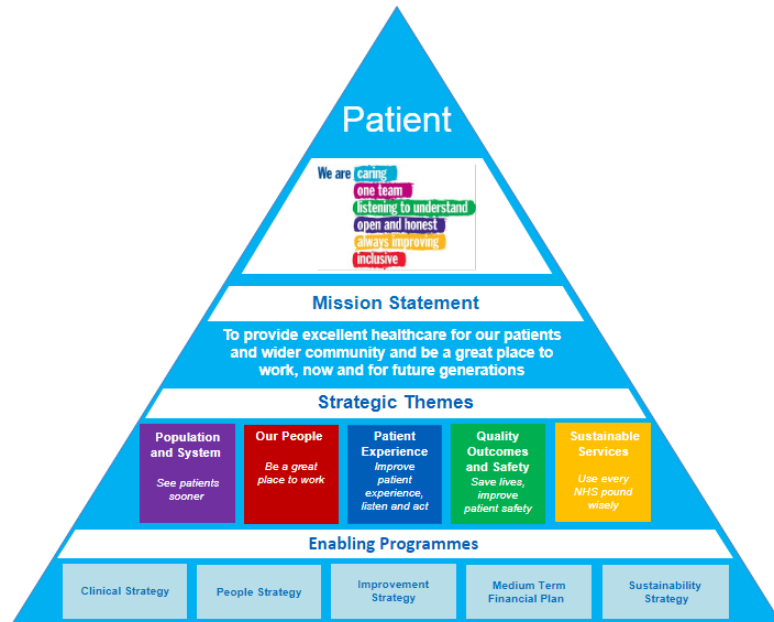 Patient
We are caring
one team
listening to understand
open and honest
always improving
inclusive
Mission Statement
To provide excellent healthcare for our patients
and wider community and be a great place to
work, now and for future generations
Strategic Themes
Population
and System
See patients
sooner
Our People
Be a great
place to work
Patient
Experience
Improve
patient
experience,
listen and act
Quality
Outcomes
and Safety
Save lives,
improve
patient safety
Sustainable
Services
Use every
NHS pound
wisely
Enabling Programmes
Clinical Strategy
People Strategy
Improvement
Strategy
Medium Term
Financial Plan
Sustainability
Strategy